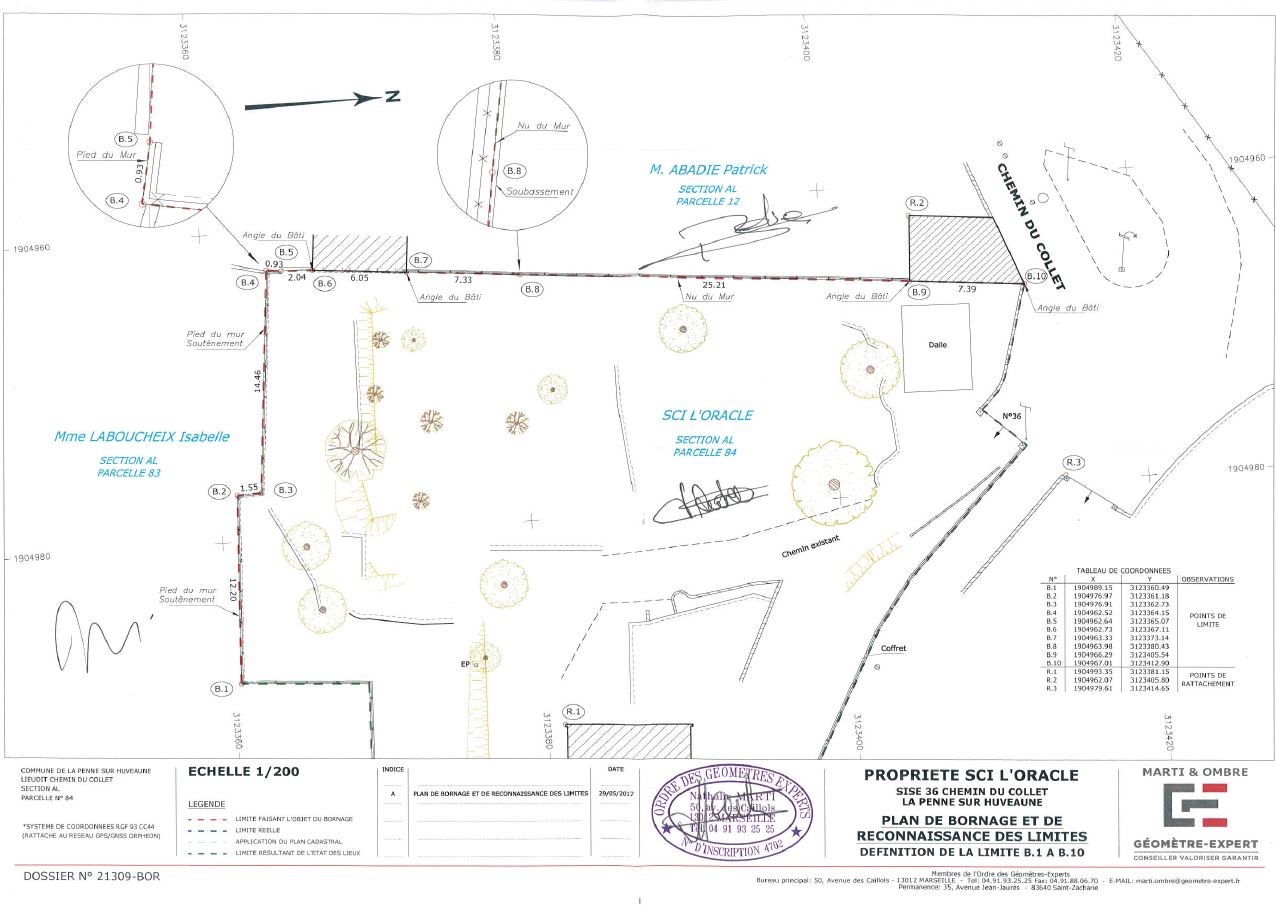 3123360
3123380
3123400
3123420
B.5
Pied du Mur
0.93
B.4
N
Nu du Mur
B.8
Soubassement
M. ABADIE Patrick
SECTION AL
PARCELLE 12
R.2
CHEMIN DU COLLET
1904960
1904960
Angle du Bâti
B.5
0.93
B.4
2.04
B.6
6.05
B.7
Angle du Bâti
7.33
B.8
25.21
Nu du Mur
Angle du Bâti
B.9
7.39
B.10
Angle du Bâti
Pied du mur
Soutènement
14.46
Dalle
N°36
Mme LABOUCHEIX Isabelle
SECTION AL
PARCELLE 83
SCI L'ORACLE
SECTION AL
PARCELLE 84
R.3
1904980
B.2
1.55
B.3
1904980
Chemin existant
Pied du mur
Soutènement
12.20
Coffret
EP
B.1
R.1
3123360
3123380
3123400
3123420
TABLEAU DE COORDONNEES
N° X Y OBSERVATIONS
B.1 1904989.15 3123360.49
B.2 1904976.97 3123361.18
B.3 1904976.91 3123362.73
B.4 1904962.52 3123364.15
B.5 1904962.64 3123365.07
B.6 1904962.73 3123367.11
B.7 1904963.33 3123373.14
B.8 1904963.98 3123380.43
B.9 1904966.29 3123405.54
B.10 1904967.01 3123412.90
POINTS DE
LIMITE
R.1 1904993.35 3123381.15
R.2 1904962.07 3123405.80
R.3 1904979.61 3123414.65
POINTS DE
RATTACHEMENT
COMMUNE DE LA PENNE SUR HUVEAUNE
LIEUDIT CHEMIN DU COLLET
SECTION AL
PARCELLE N° 84
*SYSTEME DE COORDONNEES RGF 93 CC44
(RATTACHE AU RESEAU GPS/GNSS ORPHEON)
ECHELLE 1/200
LEGENDE
LIMITE FAISANT L'OBJET DU BORNAGE
LIMITE REELLE
APPLICATION DU PLAN CADASTRAL
LIMITE RESULTANT DE L'ETAT DES LIEUX
INDICE DATE
A PLAN DE BORNAGE ET DE RECONNAISSANCE DES LIMITES 29/05/2017
ORDRE DES GEOMETRES EXPERTS
Nathalie MARTI
50, av. des Caillols
13012 MARSEILLE
Tél. 04 91 93 25 25
N° D'INSCRIPTION 4702
PROPRIETE SCI L'ORACLE
SISE 36 CHEMIN DU COLLET
LA PENNE SUR HUVEAUNE
PLAN DE BORNAGE ET DE
RECONNAISSANCE DES LIMITES
DEFINITION DE LA LIMITE B.1 A B.10
MARTI & OMBRE
GÉOMÈTRE-EXPERT
CONSEILLER VALORISER GARANTIR
DOSSIER N° 21309-BOR
Membres de l'Ordre des Géomètres-Experts
Bureau principal: 50, Avenue des Caillols - 13012 MARSEILLE - Tel: 04.91.93.25.25 Fax: 04.91.88.06.70 - E-MAIL: marti.ombre@géomètre-expert.fr
Permanence: 35, Avenue Jean-Jaurès - 83640 Saint-Zacharie